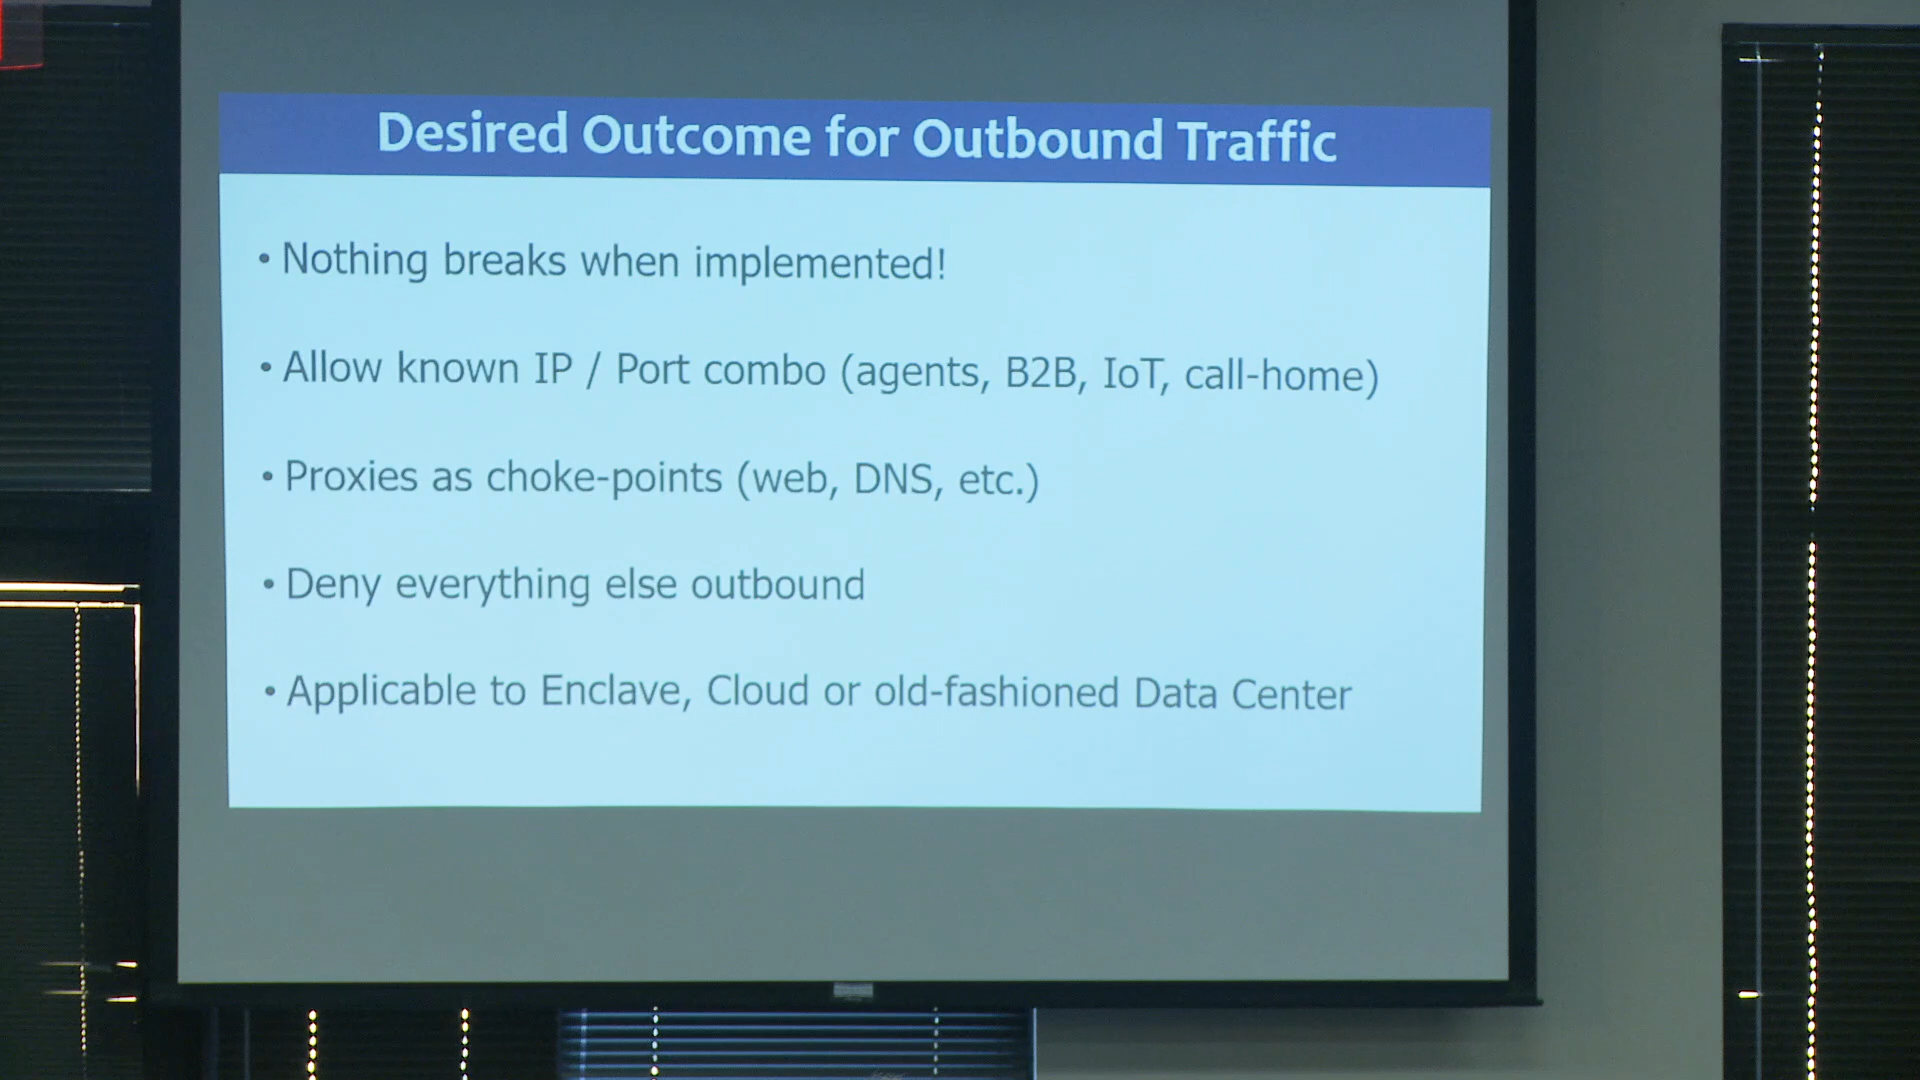 Desired Outcome for Outbound Traffic
• Nothing breaks when implemented!
• Allow known IP / Port combo (agents, B2B, IoT, call-home)
• Proxies as choke-points (web, DNS, etc.)
• Deny everything else outbound
• Applicable to Enclave, Cloud or old-fashioned Data Center